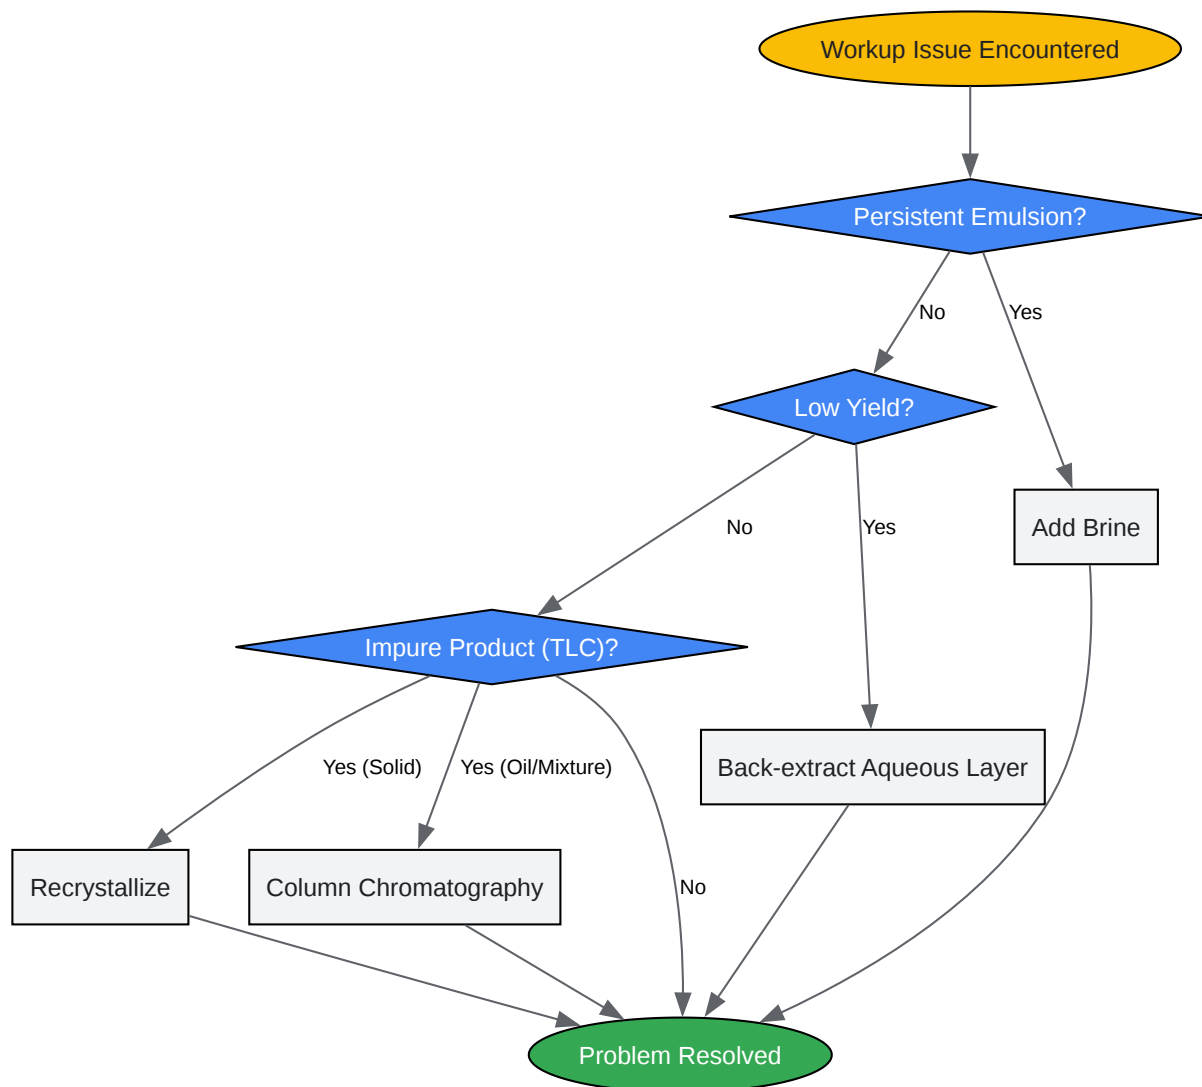 Workup Issue Encountered
Persistent Emulsion?
No
Yes
Low Yield?
No
Yes
Add Brine
Impure Product (TLC)?
Yes (Solid)
Yes (Oil/Mixture)
Back-extract Aqueous Layer
Recrystallize
Column Chromatography
No
Problem Resolved